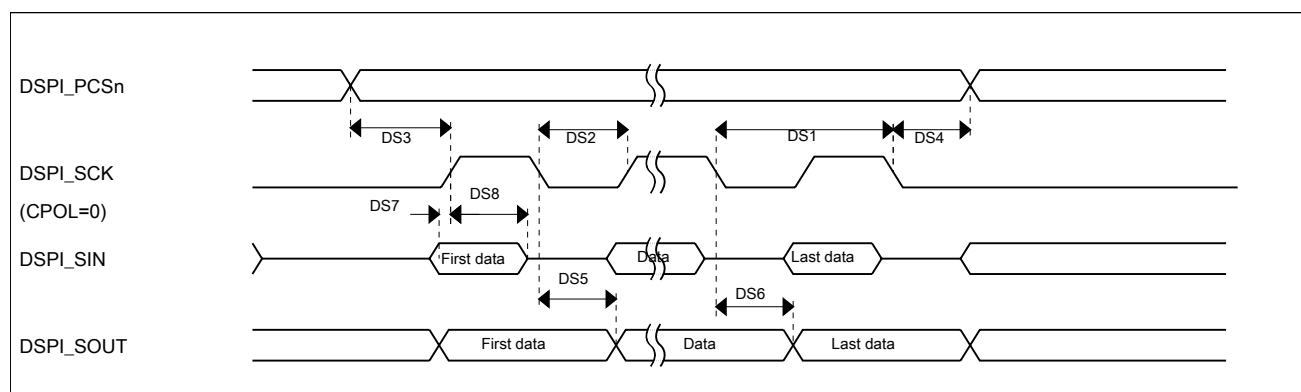 DSPI_PCSn
DS3
DS2
DS1
DS4
DSPI_SCK
(CPOL=0)
DS7
DS8
DSPI_SIN
First data
Data
Last data
DS5
DS6
DSPI_SOUT
First data
Data
Last data